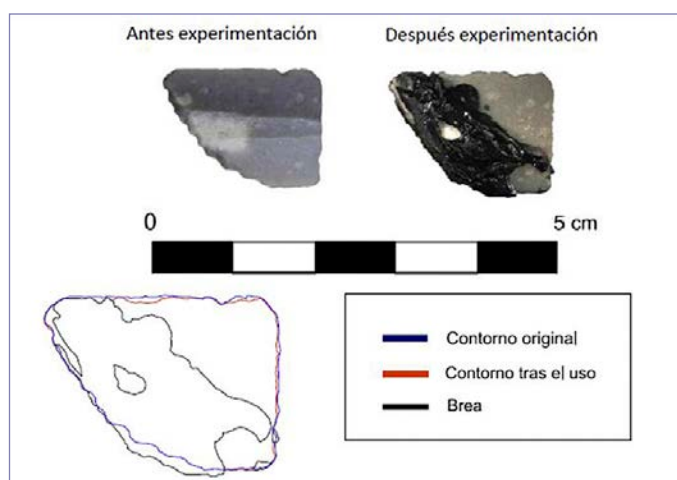 Antes experimentación
Después experimentación
0
5 cm
Contorno original
Contorno tras el uso
Brea